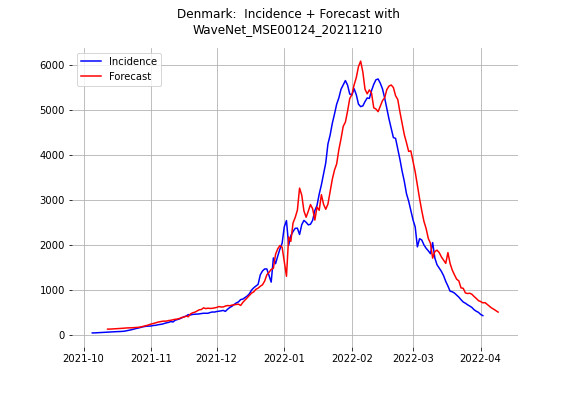 Denmark:  Incidence + Forecast with
WaveNet_MSE00124_20211210
Incidence
Forecast
6000
5000
4000
3000
2000
1000
0
2021-10 2021-11 2021-12 2022-01 2022-02 2022-03 2022-04